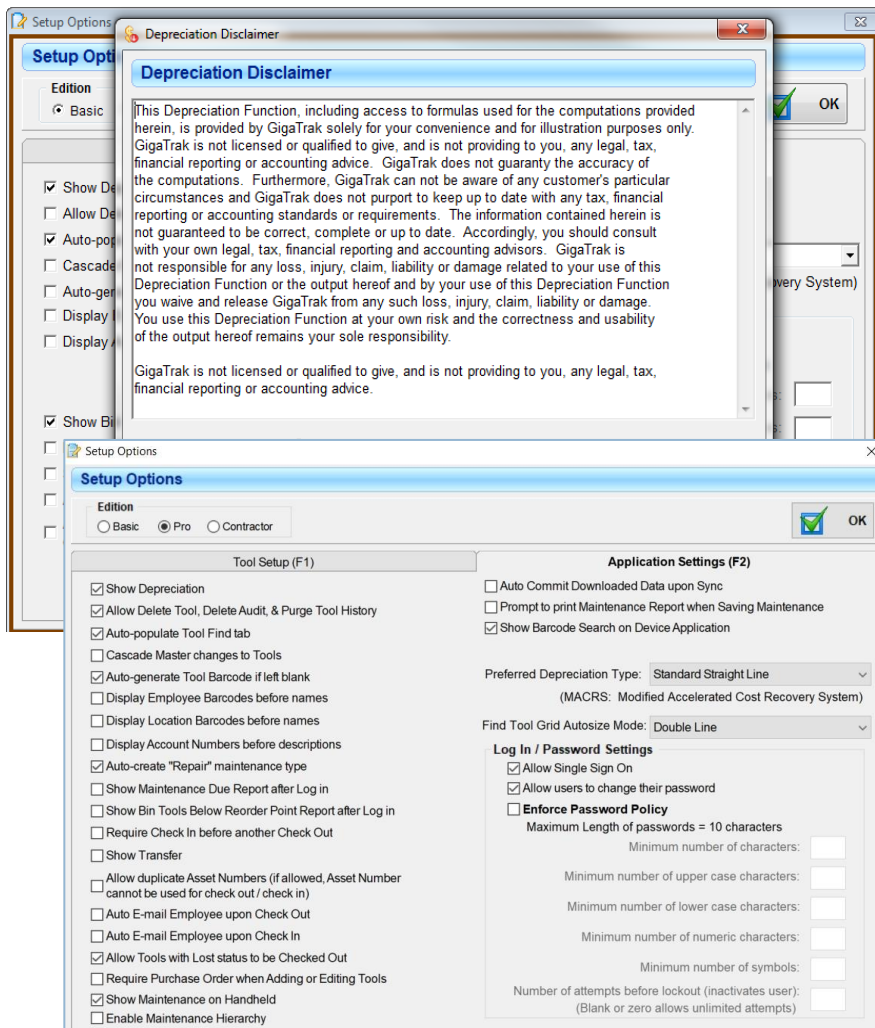 Setup Options
Depreciation Disclaimer
Setup Opti
Depreciation Disclaimer
Edition
Basic
OK
This Depreciation Function, including access to formulas used for the computations provided
herein, is provided by GigaTrak solely for your convenience and for illustration purposes only.
GigaTrak is not licensed or qualified to give, and is not providing to you, any legal, tax,
financial reporting or accounting advice.  GigaTrak does not guaranty the accuracy of
the computations.  Furthermore, GigaTrak can not be aware of any customer's particular
circumstances and GigaTrak does not purport to keep up to date with any tax, financial
reporting or accounting standards or requirements.  The information contained herein is
not guaranteed to be correct, complete or up to date.  Accordingly, you should consult
with your own legal, tax, financial reporting and accounting advisors.  GigaTrak is
not responsible for any loss, injury, claim, liability or damage related to your use of this
Depreciation Function or the output hereof and by your use of this Depreciation Function
you waive and release GigaTrak from any such loss, injury, claim, liability or damage.
You use this Depreciation Function at your own risk and the correctness and usability
of the output hereof remains your sole responsibility.
GigaTrak is not licensed or qualified to give, and is not providing to you, any legal, tax,
financial reporting or accounting advice.
Show De
Allow De
Auto-pop
Cascade
Auto-ger
Display
Display
Show Bi
very System)
s:
s:
Setup Options
Setup Options
Edition
Basic
Pro
Contractor
OK
Tool Setup (F1)
Application Settings (F2)
Show Depreciation
Allow Delete Tool, Delete Audit, & Purge Tool History
Auto-populate Tool Find tab
Cascade Master changes to Tools
Auto-generate Tool Barcode if left blank
Display Employee Barcodes before names
Display Location Barcodes before names
Display Account Numbers before descriptions
Auto-create "Repair" maintenance type
Show Maintenance Due Report after Log in
Show Bin Tools Below Reorder Point Report after Log in
Require Check In before another Check Out
Show Transfer
Allow duplicate Asset Numbers (if allowed, Asset Number
cannot be used for check out / check in)
Auto E-mail Employee upon Check Out
Auto E-mail Employee upon Check In
Allow Tools with Lost status to be Checked Out
Require Purchase Order when Adding or Editing Tools
Show Maintenance on Handheld
Enable Maintenance Hierarchy
Auto Commit Downloaded Data upon Sync
Prompt to print Maintenance Report when Saving Maintenance
Show Barcode Search on Device Application
Preferred Depreciation Type: Standard Straight Line
(MACRS:  Modified Accelerated Cost Recovery System)
Find Tool Grid Autosize Mode: Double Line
Log In / Password Settings
Allow Single Sign On
Allow users to change their password
Enforce Password Policy
Maximum Length of passwords = 10 characters
Minimum number of characters:
Minimum number of upper case characters:
Minimum number of lower case characters:
Minimum number of numeric characters:
Minimum number of symbols:
Number of attempts before lockout (inactivates user):
(Blank or zero allows unlimited attempts)